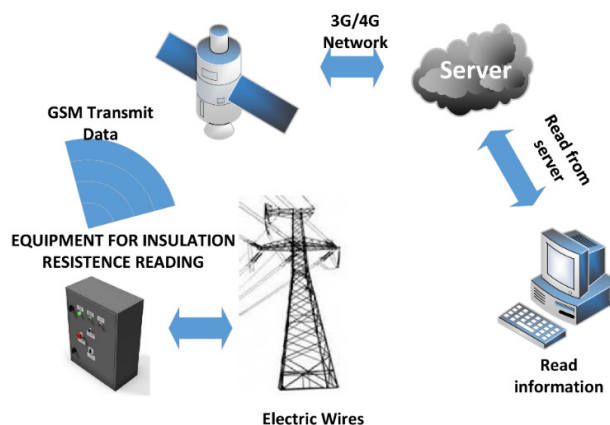 3G/4G
Network
Server
GSM Transmit
Data
Read from
server
EQUIPMENT FOR INSULATION
RESISTENCE READING
Read
information
Electric Wires